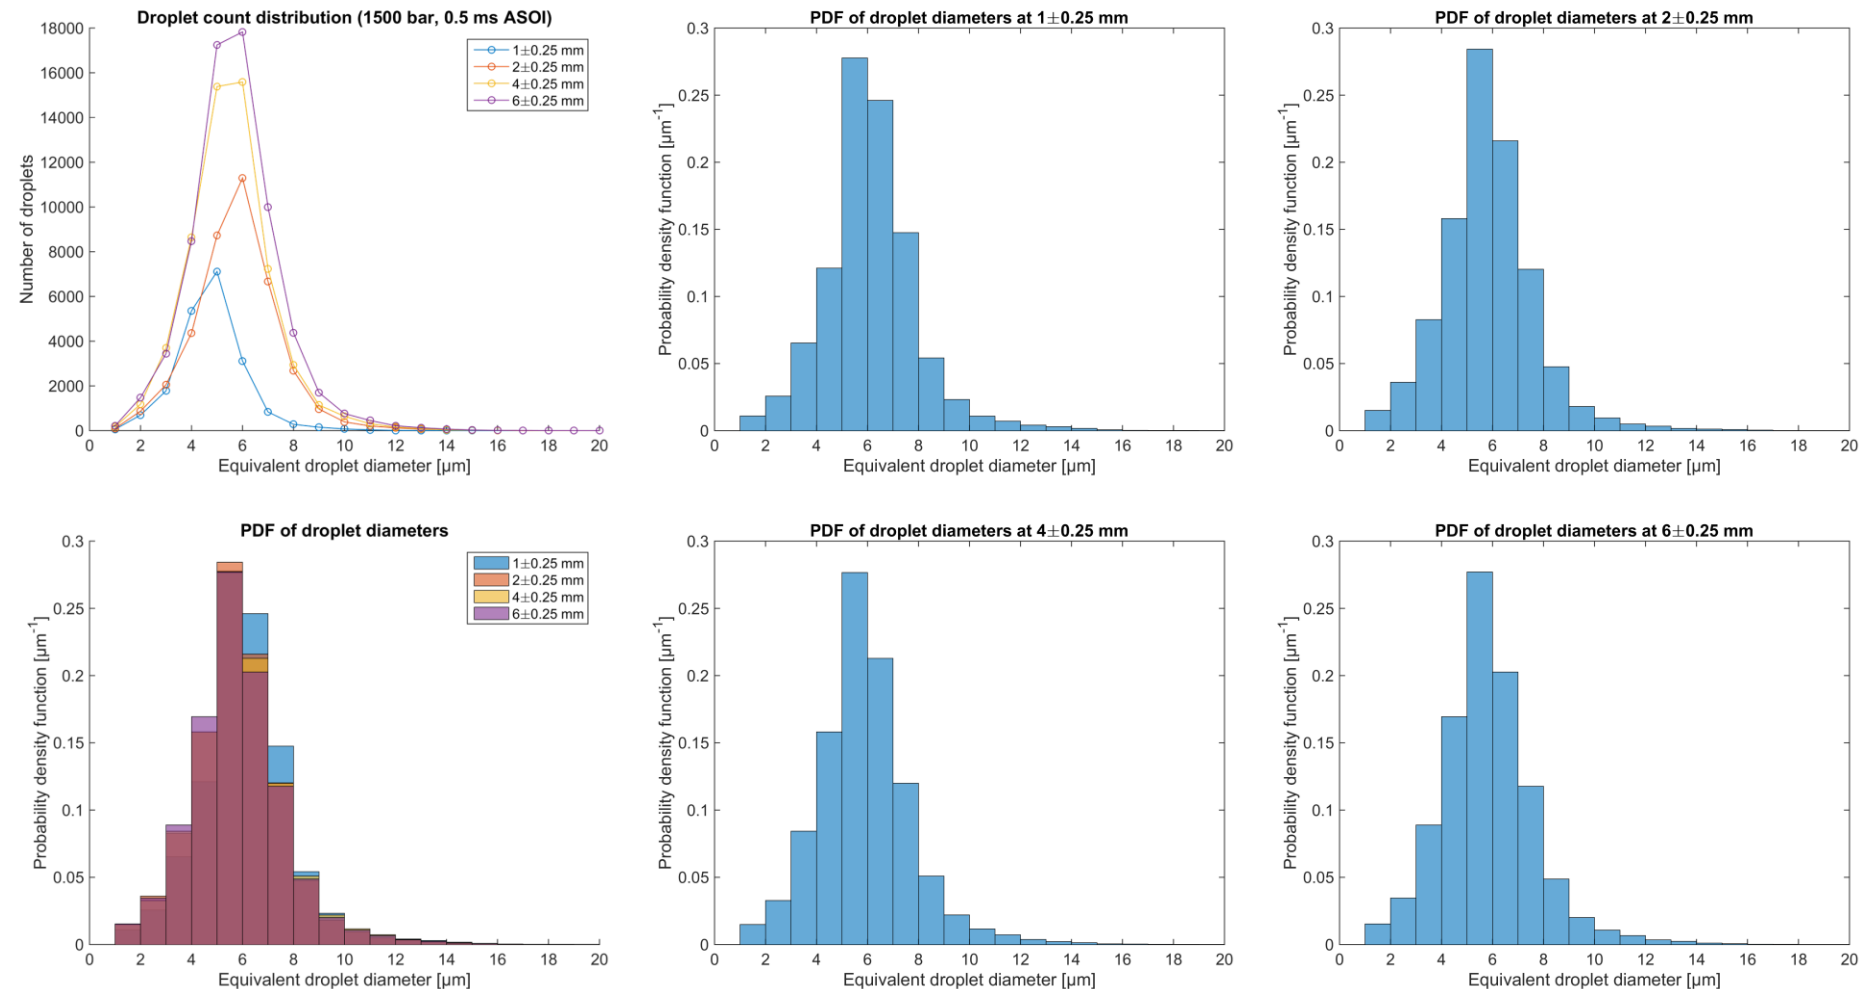 Droplet count distribution (1500 bar, 0.5 ms ASOI)
18000
16000
14000
12000
10000
8000
6000
4000
2000
0
Number of droplets
0 2 4 6 8 10 12 14 16 18 20
Equivalent droplet diameter [µm]
1±0.25 mm
2±0.25 mm
4±0.25 mm
6±0.25 mm
PDF of droplet diameters at 1±0.25 mm
0.3
0.25
0.2
0.15
0.1
0.05
0
Probability density function [µm⁻¹]
0 2 4 6 8 10 12 14 16 18 20
Equivalent droplet diameter [µm]
PDF of droplet diameters at 2±0.25 mm
0.3
0.25
0.2
0.15
0.1
0.05
0
Probability density function [µm⁻¹]
0 2 4 6 8 10 12 14 16 18 20
Equivalent droplet diameter [µm]
PDF of droplet diameters
0.3
0.25
0.2
0.15
0.1
0.05
0
Probability density function [µm⁻¹]
0 2 4 6 8 10 12 14 16 18 20
Equivalent droplet diameter [µm]
1±0.25 mm
2±0.25 mm
4±0.25 mm
6±0.25 mm
PDF of droplet diameters at 4±0.25 mm
0.3
0.25
0.2
0.15
0.1
0.05
0
Probability density function [µm⁻¹]
0 2 4 6 8 10 12 14 16 18 20
Equivalent droplet diameter [µm]
PDF of droplet diameters at 6±0.25 mm
0.3
0.25
0.2
0.15
0.1
0.05
0
Probability density function [µm⁻¹]
0 2 4 6 8 10 12 14 16 18 20
Equivalent droplet diameter [µm]